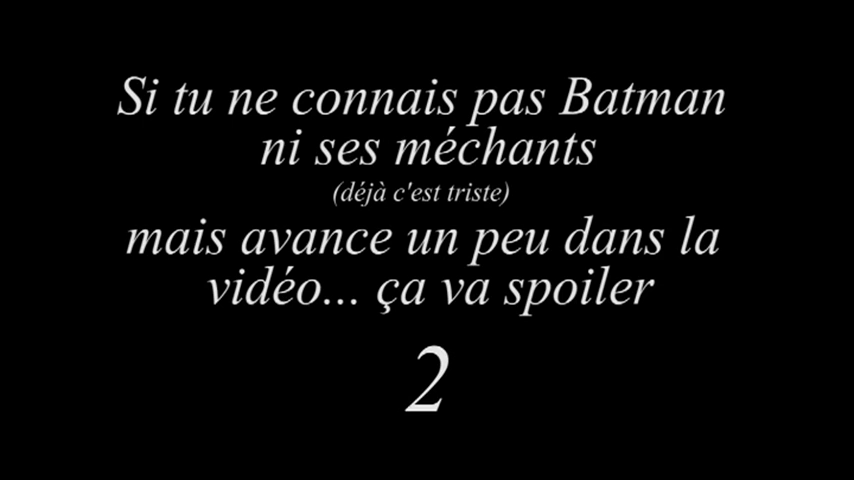 Si tu ne connais pas Batman
ni ses méchants
(déjà c'est triste)
mais avance un peu dans la
vidéo... ça va spoiler
2